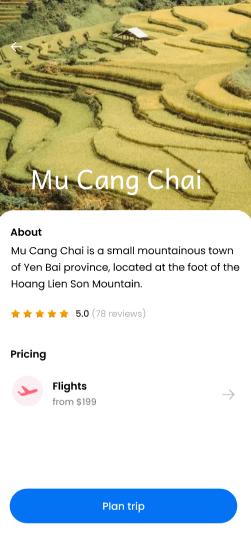 Mu Cang Chai
About
Mu Cang Chai is a small mountainous town
of Yen Bai province, located at the foot of the
Hoang Lien Son Mountain.
5.0 (78 reviews)
Pricing
Flights
from $199
Plan trip